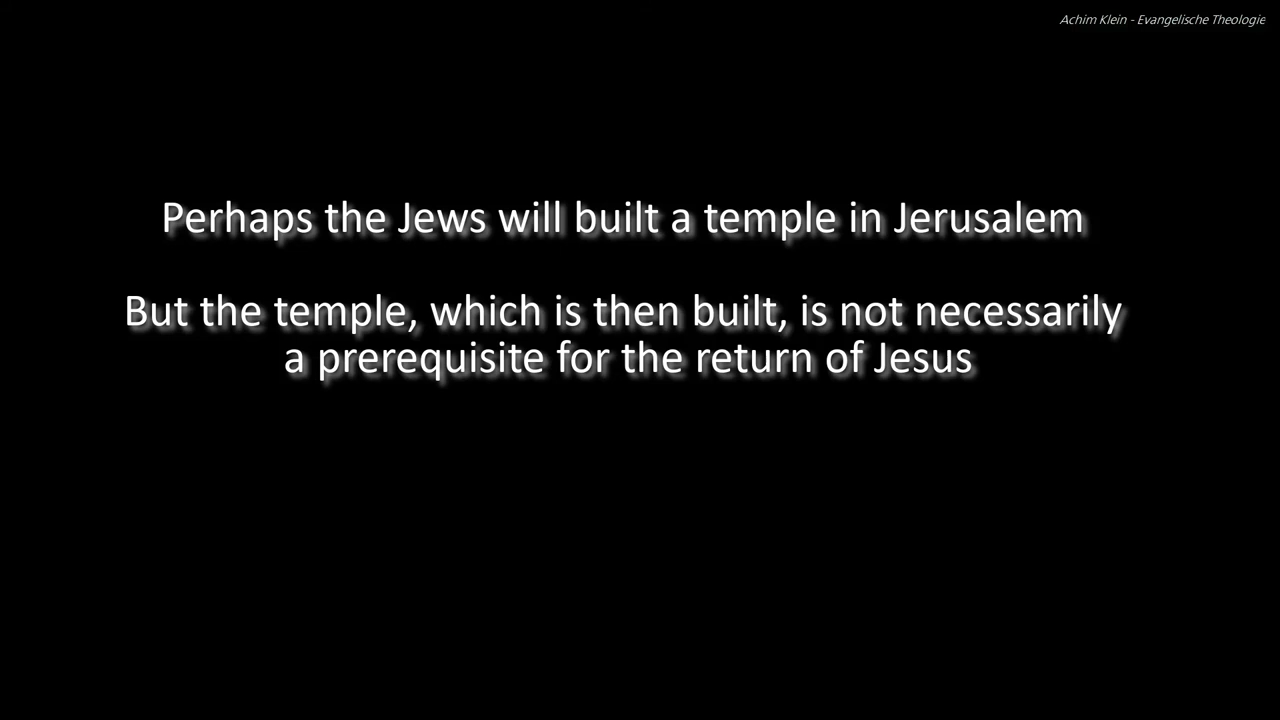 Achim Klein - Evangelische Theologie
Perhaps the Jews will built a temple in Jerusalem
But the temple, which is then built, is not necessarily
a prerequisite for the return of Jesus